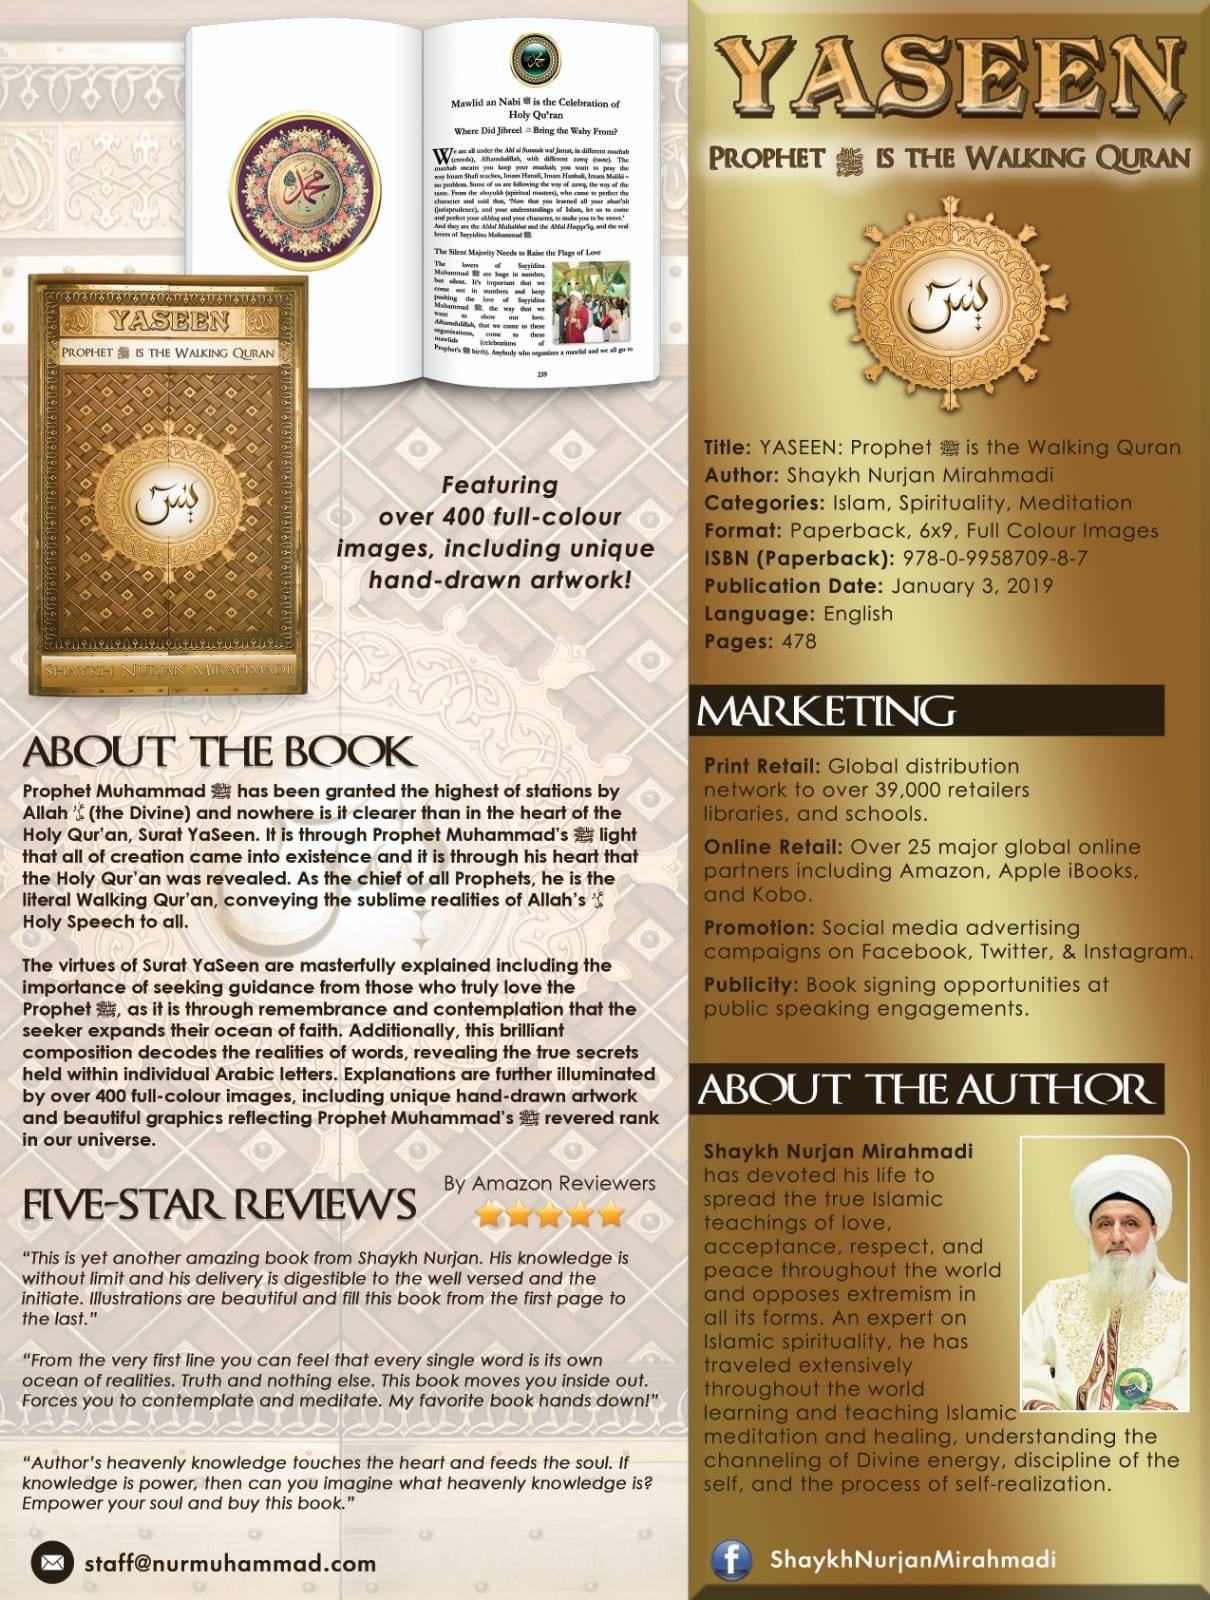 Mawlid an Nabi ﷺ is the Celebration of
Holy Qu'ran
Where Did Jibreel Bring the Wahy From?
We are all under the Ahl al Sunnah wal Jamat, in different mazhab
(creeds), Alhamdulillah, with different zawq (taste). The
mazhab means you keep your mazhab; you want to pray the
way Imam Shafi teaches, Imam Hanafi, Imam Hanbali, Imam Maliki –
no problem. Some of us are following the way of zawq, the way of the
taste. From the shuyukh (spiritual masters), who came to perfect the
character and said that, 'Now that you learned all your shari'ah
(jurisprudence), and your understandings of Islam, let us to come
and perfect your akhlaq and your character, to make you to be sweet.'
And they are the Ahlul Muhabbat and the Ahlul Haqqa'iq, and the real
lovers of Sayyidina Muhammad ﷺ.
The Silent Majority Needs to Raise the Flags of Love
The lovers of Sayyidina
Muhammad ﷺ are huge in number,
but silent. It's important that we
come out in numbers and keep
pushing the love of Sayyidina
Muhammad ﷺ, the way that we
want to show our love.
Alhamdulillah, that we come to these
organizations, come to these
mawlids (celebrations of
Prophet's ﷺ birth). Anybody who organizes a mawlid and we all go to
239
محمد
YASEEN
PROPHET ﷺ IS THE WALKING QURAN
يس
SHAYKH NURJAN MIRAHMADI
Featuring
over 400 full-colour
images, including unique
hand-drawn artwork!
ABOUT THE BOOK
Prophet Muhammad ﷺ has been granted the highest of stations by
Allah (the Divine) and nowhere is it clearer than in the heart of the
Holy Qur'an, Surat YaSeen. It is through Prophet Muhammad's ﷺ light
that all of creation came into existence and it is through his heart that
the Holy Qur'an was revealed. As the chief of all Prophets, he is the
literal Walking Qur'an, conveying the sublime realities of Allah's
Holy Speech to all.
The virtues of Surat YaSeen are masterfully explained including the
importance of seeking guidance from those who truly love the
Prophet ﷺ, as it is through remembrance and contemplation that the
seeker expands their ocean of faith. Additionally, this brilliant
composition decodes the realities of words, revealing the true secrets
held within individual Arabic letters. Explanations are further illuminated
by over 400 full-colour images, including unique hand-drawn artwork
and beautiful graphics reflecting Prophet Muhammad's ﷺ revered rank
in our universe.
FIVE-STAR REVIEWS
By Amazon Reviewers
"This is yet another amazing book from Shaykh Nurjan. His knowledge is
without limit and his delivery is digestible to the well versed and the
initiate. Illustrations are beautiful and fill this book from the first page to
the last."
"From the very first line you can feel that every single word is its own
ocean of realities. Truth and nothing else. This book moves you inside out.
Forces you to contemplate and meditate. My favorite book hands down!"
"Author's heavenly knowledge touches the heart and feeds the soul. If
knowledge is power, then can you imagine what heavenly knowledge is?
Empower your soul and buy this book."
staff@nurmuhammad.com
YASEEN
PROPHET ﷺ IS THE WALKING QURAN
يس
Title: YASEEN: Prophet ﷺ is the Walking Quran
Author: Shaykh Nurjan Mirahmadi
Categories: Islam, Spirituality, Meditation
Format: Paperback, 6x9, Full Colour Images
ISBN (Paperback): 978-0-9958709-8-7
Publication Date: January 3, 2019
Language: English
Pages: 478
MARKETING
Print Retail: Global distribution
network to over 39,000 retailers
libraries, and schools.
Online Retail: Over 25 major global online
partners including Amazon, Apple iBooks,
and Kobo.
Promotion: Social media advertising
campaigns on Facebook, Twitter, & Instagram.
Publicity: Book signing opportunities at
public speaking engagements.
ABOUT THE AUTHOR
Shaykh Nurjan Mirahmadi
has devoted his life to
spread the true Islamic
teachings of love,
acceptance, respect, and
peace throughout the world
and opposes extremism in
all its forms. An expert on
Islamic spirituality, he has
traveled extensively
throughout the world
learning and teaching Islamic
meditation and healing, understanding the
channeling of Divine energy, discipline of the
self, and the process of self-realization.
ShaykhNurjanMirahmadi